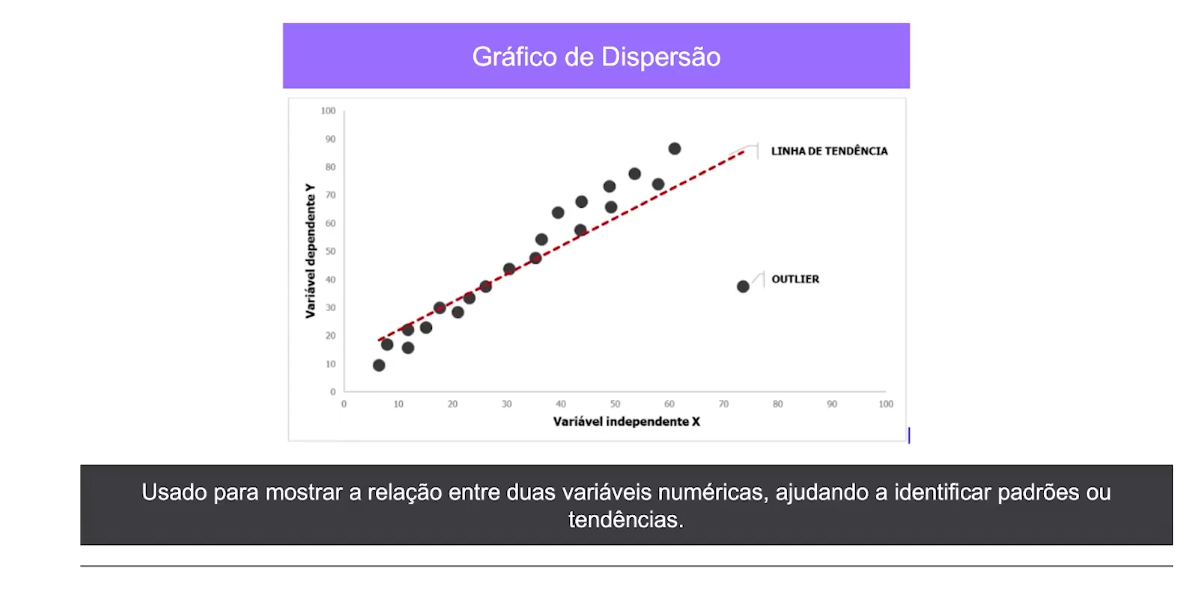 Gráfico de Dispersão
100
90
80
70
60
50
40
30
20
10
0
Variável dependente Y
LINHA DE TENDÊNCIA
OUTLIER
0 10 20 30 40 50 60 70 80 90 100
Variável independente X
Usado para mostrar a relação entre duas variáveis numéricas, ajudando a identificar padrões ou
tendências.